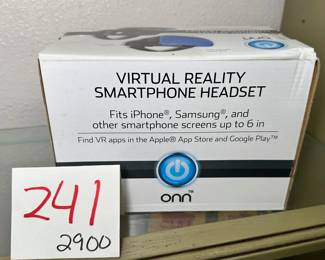 onn
VIRTUAL REALITY
SMARTPHONE HEADSET
Fits iPhone®, Samsung®, and
other smartphone screens up to 6 in
Find VR apps in the Apple® App Store and Google Play™
onn™
241
2900